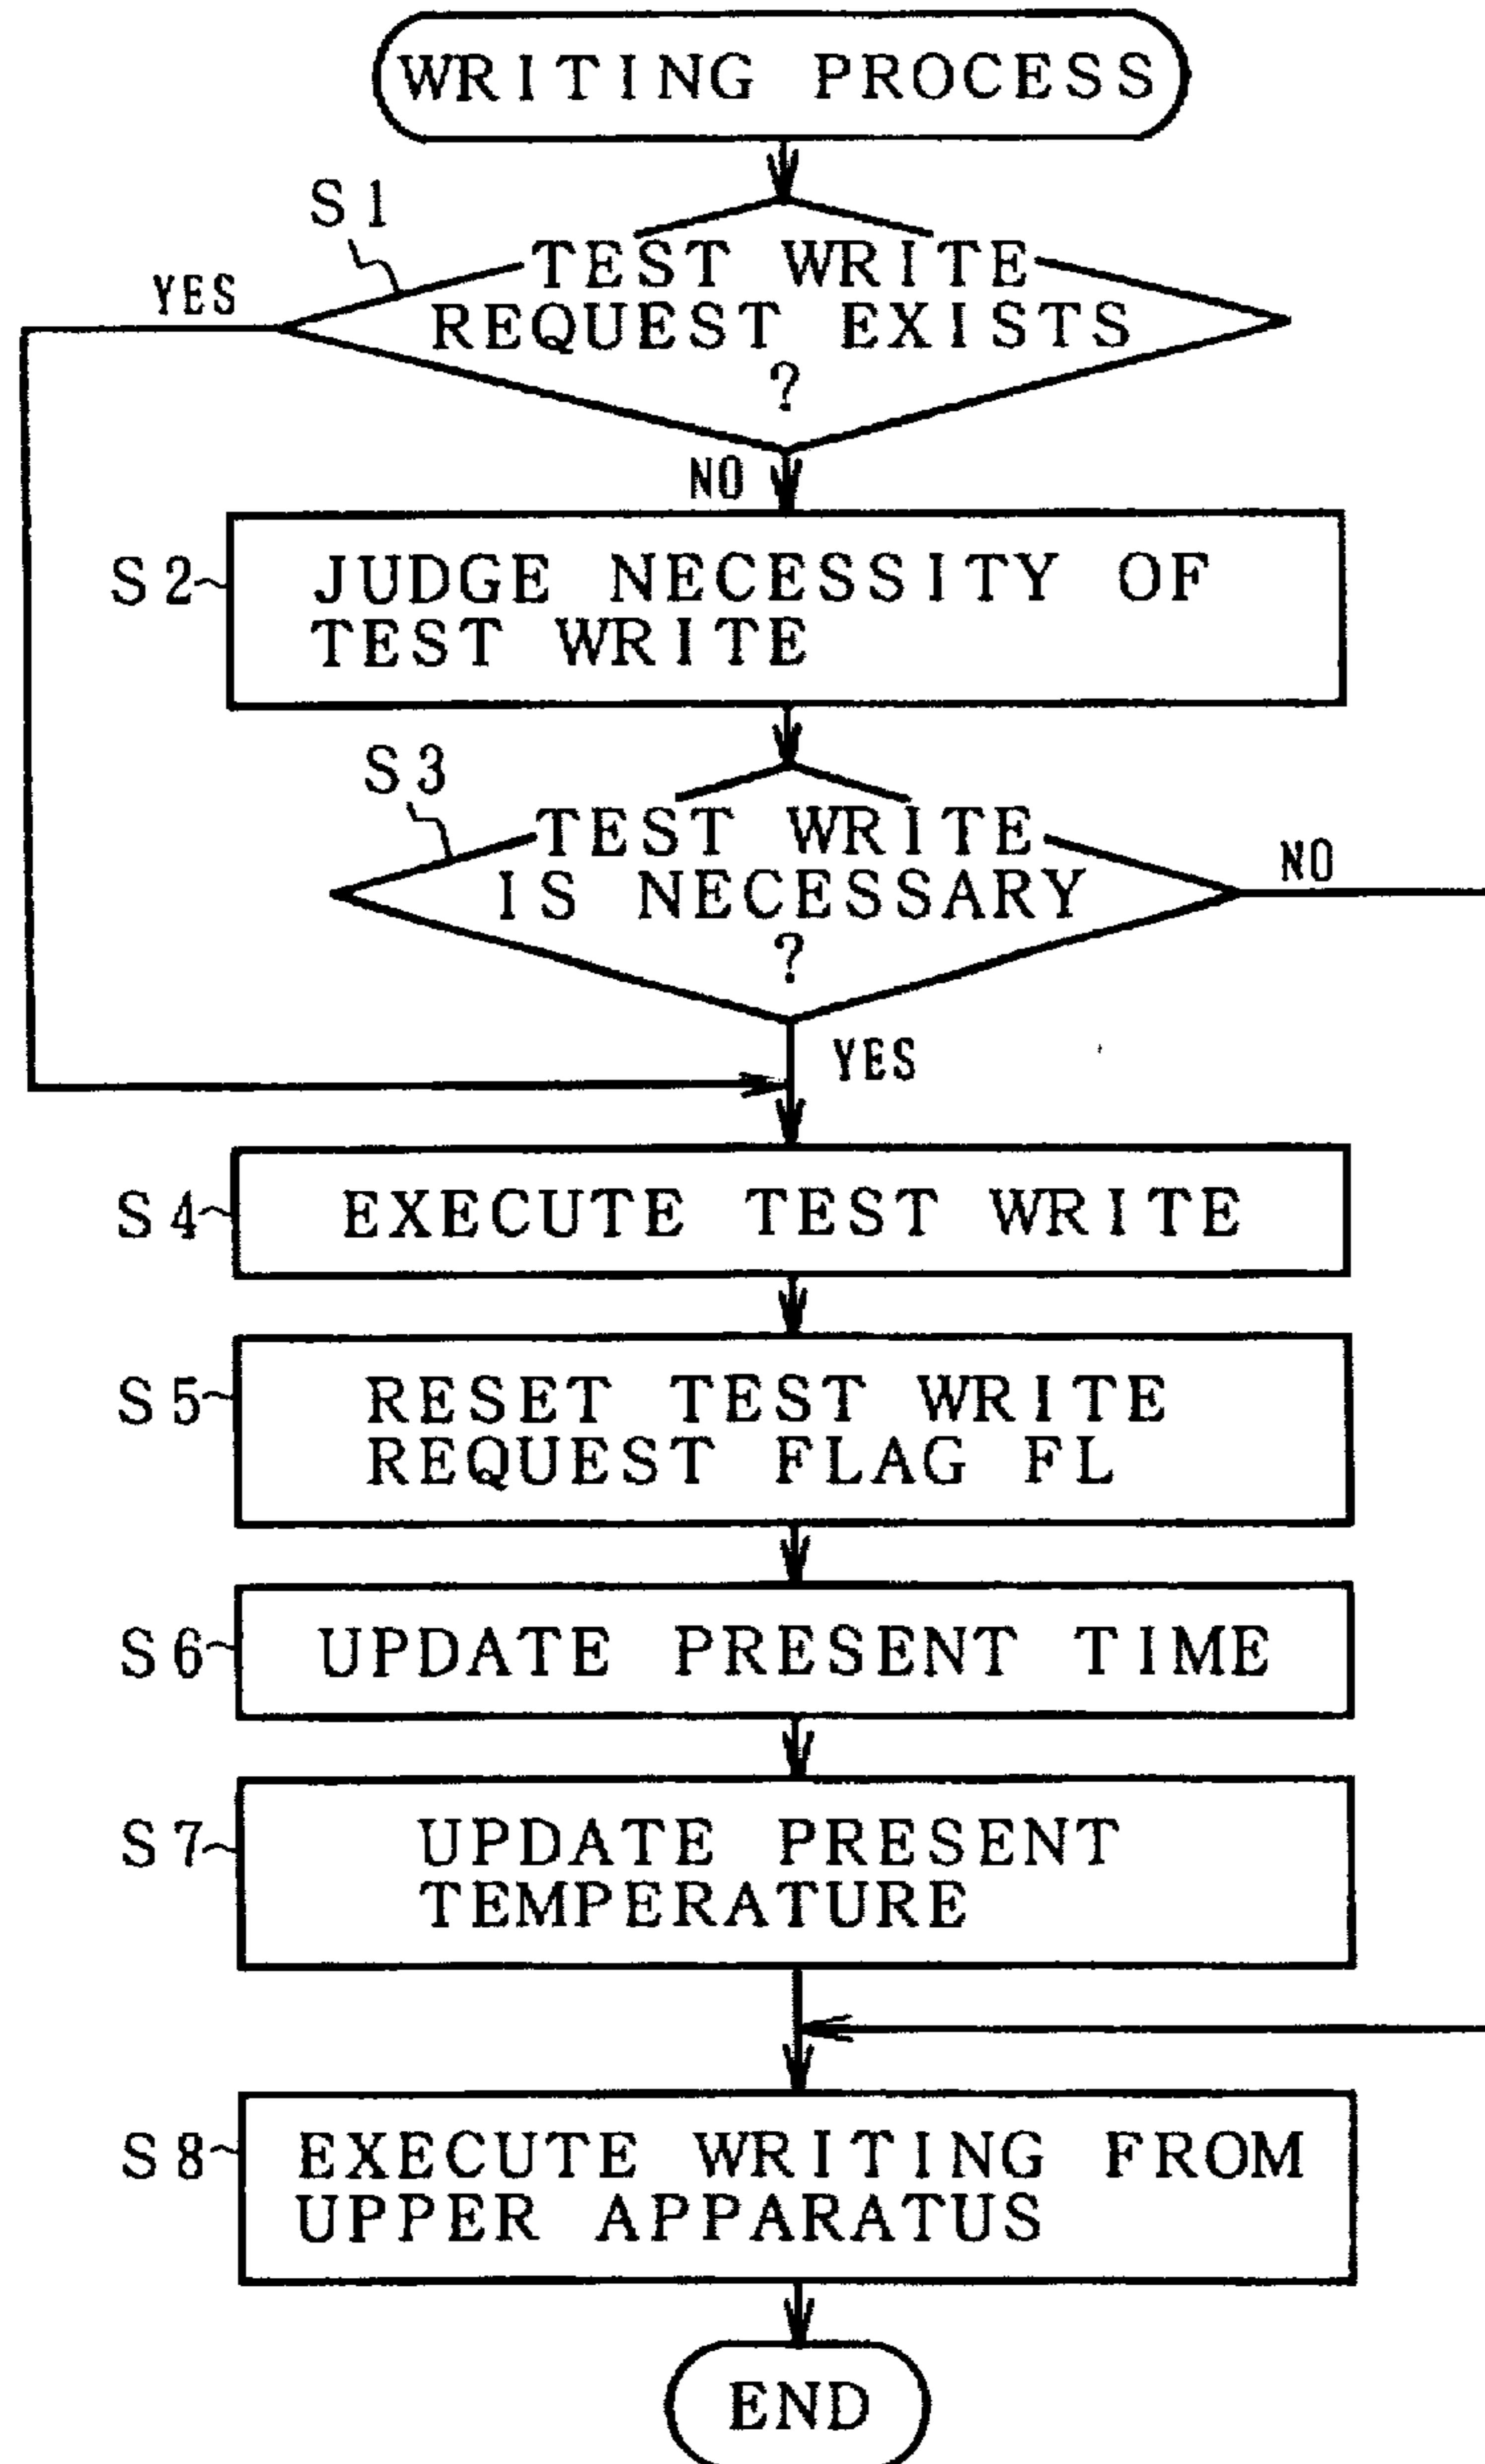 WRITING PROCESS
S1
YES
TEST WRITE
REQUEST EXISTS
?
NO
S2
JUDGE NECESSITY OF
TEST WRITE
S3
TEST WRITE
IS NECESSARY
?
NO
YES
S4
EXECUTE TEST WRITE
S5
RESET TEST WRITE
REQUEST FLAG FL
S6
UPDATE PRESENT TIME
S7
UPDATE PRESENT
TEMPERATURE
S8
EXECUTE WRITING FROM
UPPER APPARATUS
END